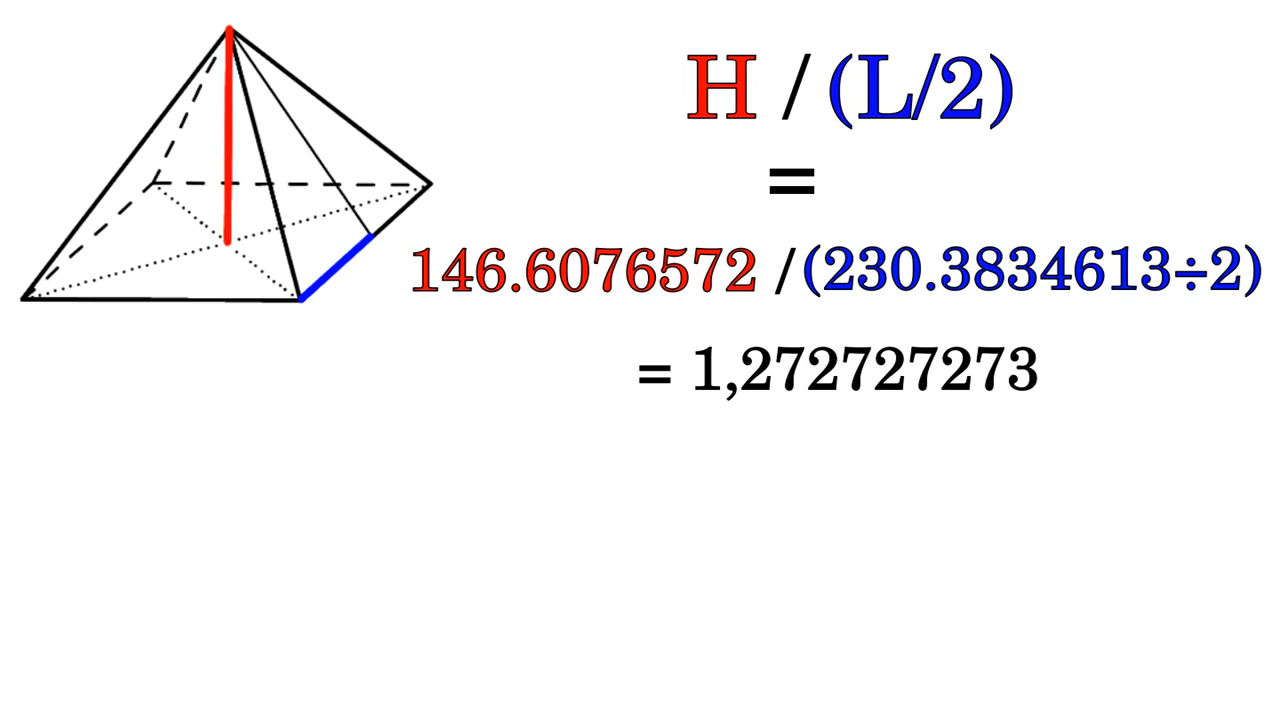 H / (L/2)
=
146.6076572 / (230.3834613÷2)
= 1,272727273